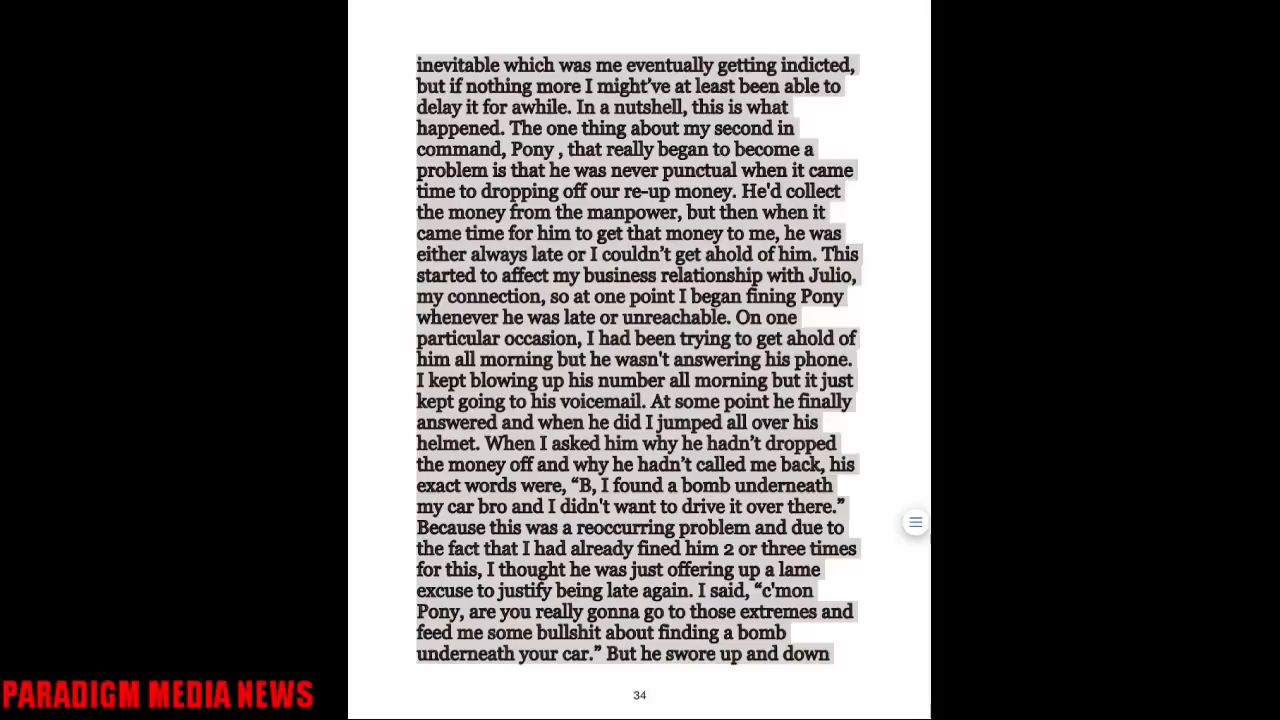 inevitable which was me eventually getting indicted,
but if nothing more I might've at least been able to
delay it for awhile. In a nutshell, this is what
happened. The one thing about my second in
command, Pony , that really began to become a
problem is that he was never punctual when it came
time to dropping off our re-up money. He'd collect
the money from the manpower, but then when it
came time for him to get that money to me, he was
either always late or I couldn't get ahold of him. This
started to affect my business relationship with Julio,
my connection, so at one point I began fining Pony
whenever he was late or unreachable. On one
particular occasion, I had been trying to get ahold of
him all morning but he wasn't answering his phone.
I kept blowing up his number all morning but it just
kept going to his voicemail. At some point he finally
answered and when he did I jumped all over his
helmet. When I asked him why he hadn't dropped
the money off and why he hadn't called me back, his
exact words were, “B, I found a bomb underneath
my car bro and I didn't want to drive it over there.”
Because this was a reoccurring problem and due to
the fact that I had already fined him 2 or three times
for this, I thought he was just offering up a lame
excuse to justify being late again. I said, “c'mon
Pony, are you really gonna go to those extremes and
feed me some bullshit about finding a bomb
underneath your car.” But he swore up and down
34
PARADIGM MEDIA NEWS